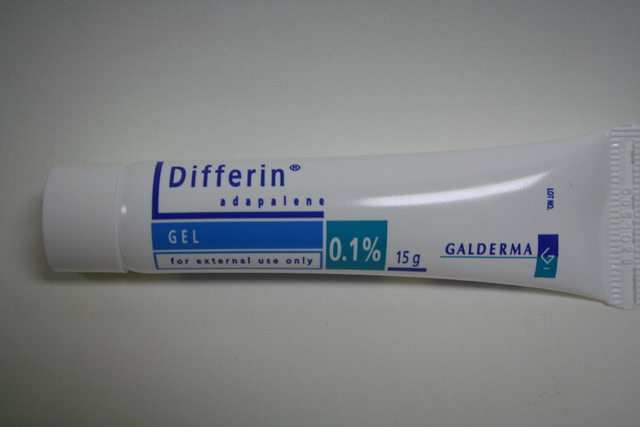 Differin®
adapalene
GEL
for external use only
0.1%
15 g
GALDERMA
LOT NO.